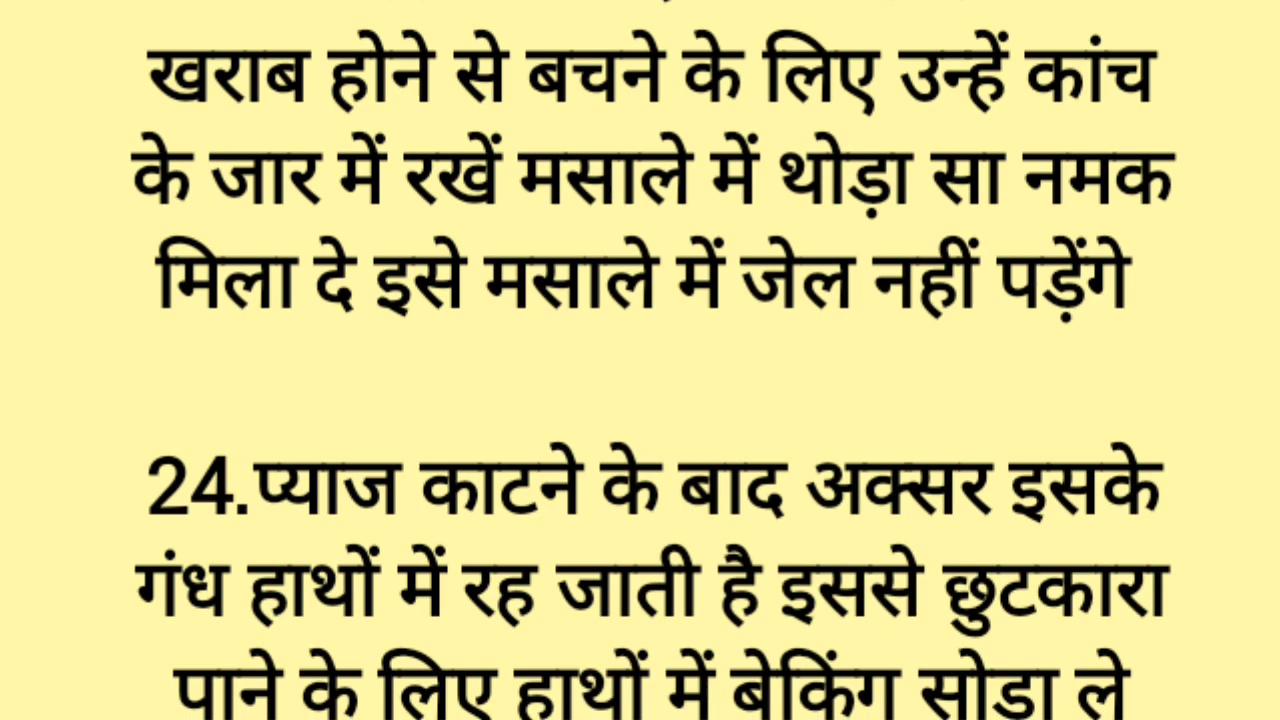 खराब होने से बचने के लिए उन्हें कांच
के जार में रखें मसाले में थोड़ा सा नमक
मिला दे इसे मसाले में जेल नहीं पड़ेंगे
24.प्याज काटने के बाद अक्सर इसके
गंध हाथों में रह जाती है इससे छुटकारा
पाने के लिए हाथों में बेकिंग सोडा ले